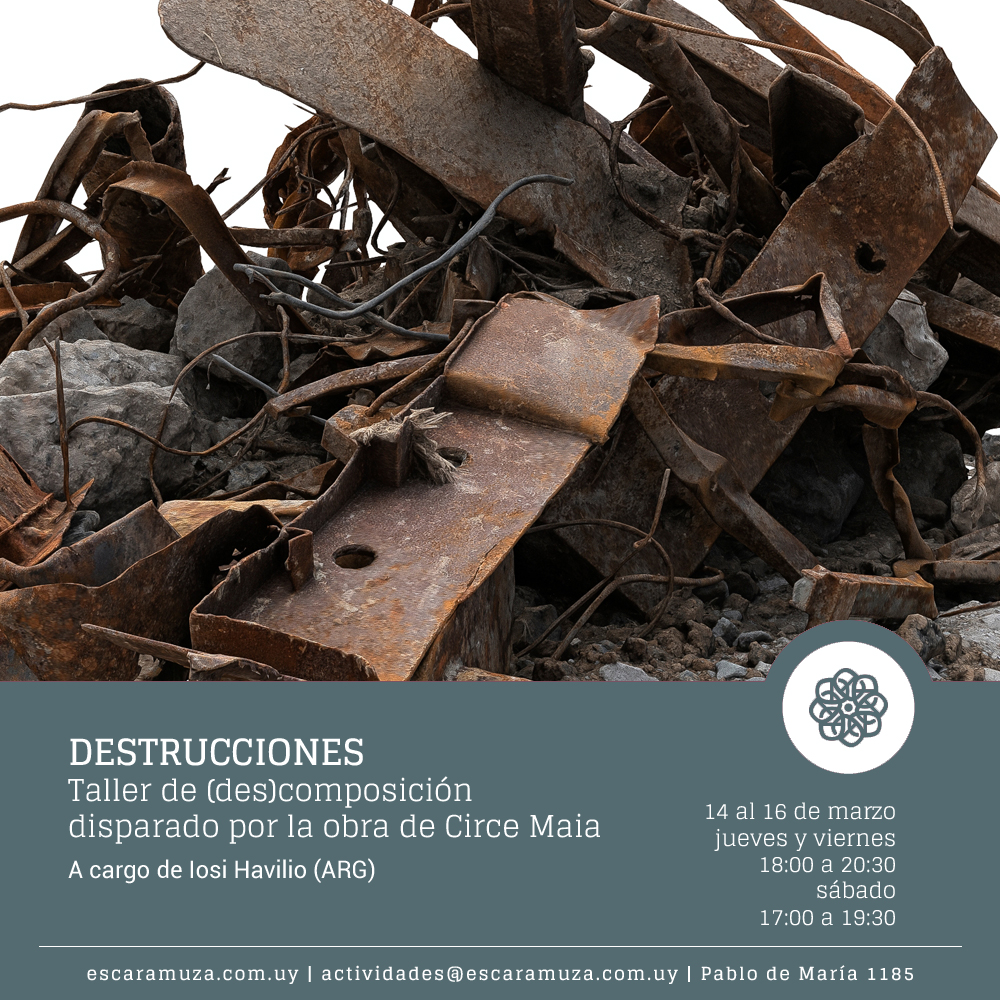 DESTRUCCIONES
Taller de (des)composición
disparado por la obra de Circe Maia
A cargo de Iosi Havilio (ARG)
14 al 16 de marzo
jueves y viernes
18:00 a 20:30
sábado
17:00 a 19:30
escaramuza.com.uy | actividades@escaramuza.com.uy | Pablo de María 1185